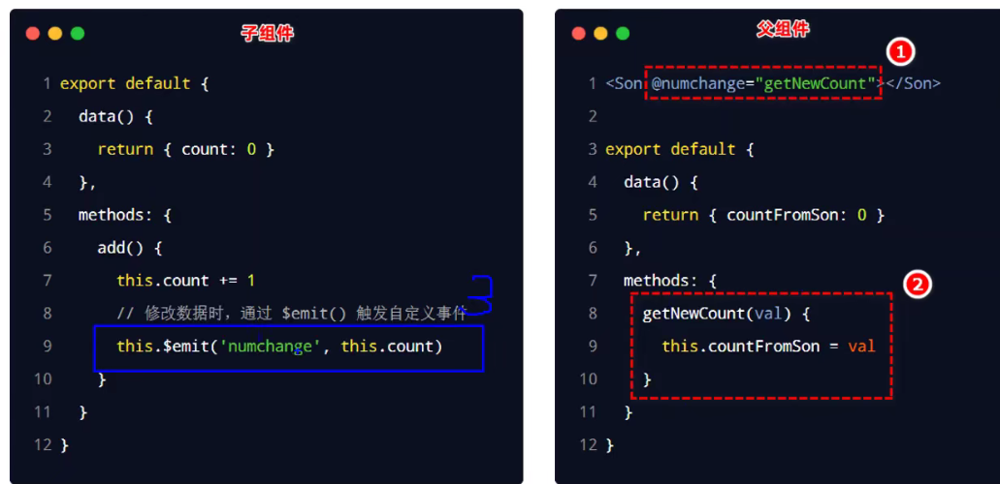 子组件
1 export default {
2 data() {
3 return { count: 0 }
4 },
5 methods: {
6 add() {
7 this.count += 1
8 // 修改数据时，通过 $emit() 触发自定义事件
9 this.$emit('numchange', this.count)
10 }
11 }
12 }
3
父组件
1
1 <Son @numchange="getNewCount"></Son>
2
3 export default {
4 data() {
5 return { countFromSon: 0 }
6 },
7 methods: {
2
8 getNewCount(val) {
9 this.countFromSon = val
10 }
11 }
12 }